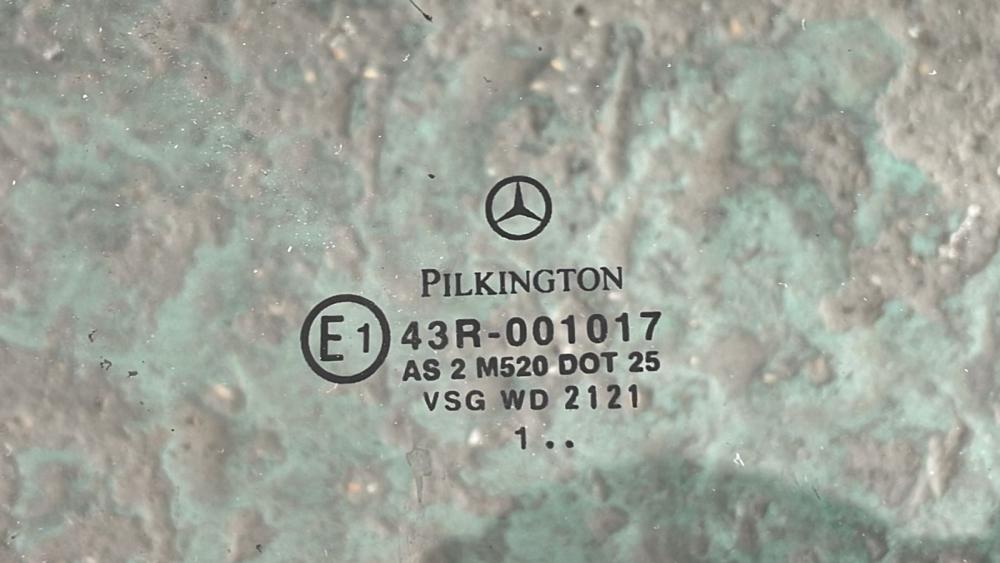 PILKINGTON
E1 43R-001017
AS 2 M520 DOT 25
VSG WD 2121
1 ..